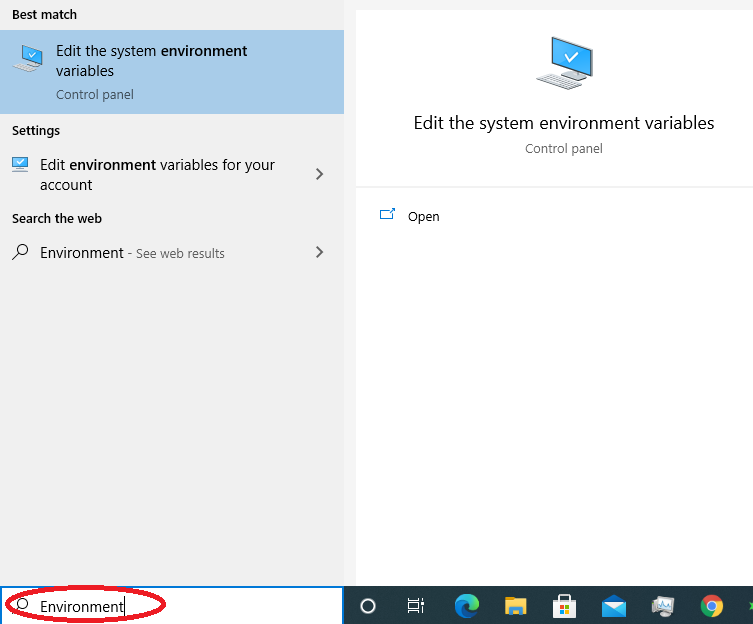 Best match
Edit the system environment
variables
Control panel
Settings
Edit environment variables for your
account
Search the web
Environment - See web results
Environment
Edit the system environment variables
Control panel
Open